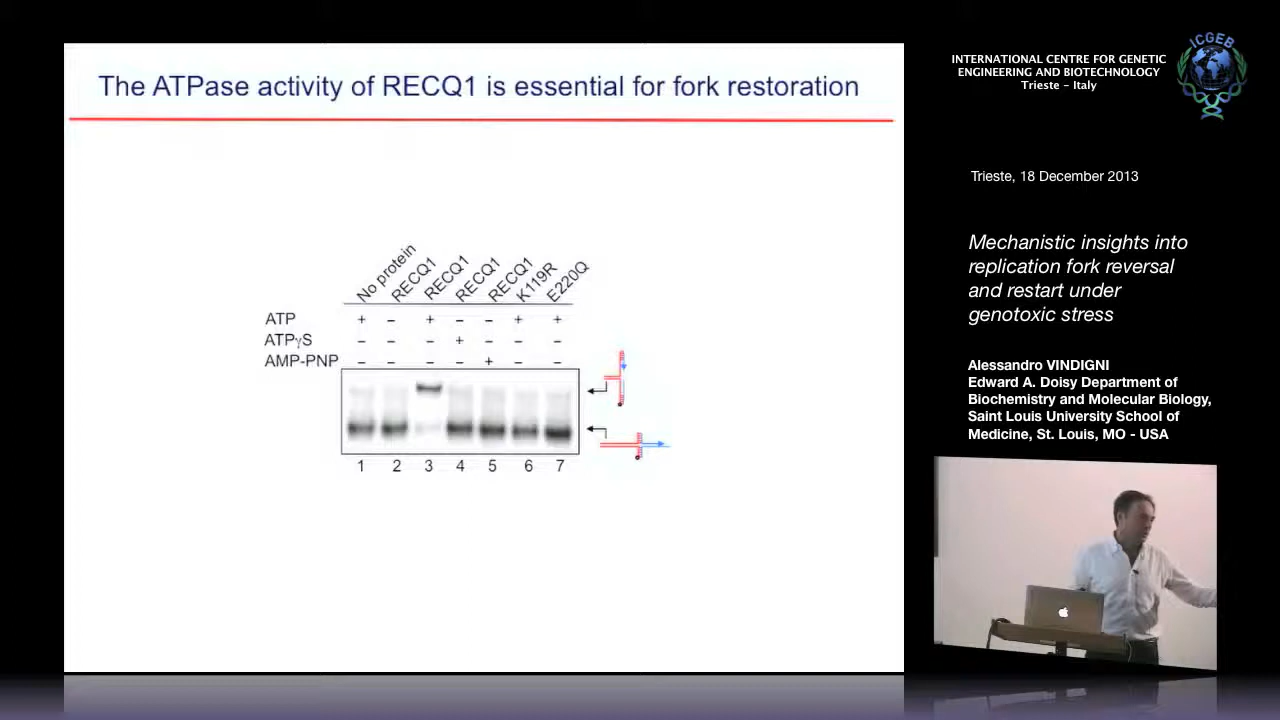 The ATPase activity of RECQ1 is essential for fork restoration
No protein RECQ1 RECQ1 RECQ1 RECQ1 K119R E220Q
ATP + – + – – + +
ATPγS – – – + – – –
AMP-PNP – – – – + – –
1 2 3 4 5 6 7
ICGEB
INTERNATIONAL CENTRE FOR GENETIC
ENGINEERING AND BIOTECHNOLOGY
Trieste – Italy
Trieste, 18 December 2013
Mechanistic insights into
replication fork reversal
and restart under
genotoxic stress
Alessandro VINDIGNI
Edward A. Doisy Department of
Biochemistry and Molecular Biology,
Saint Louis University School of
Medicine, St. Louis, MO - USA